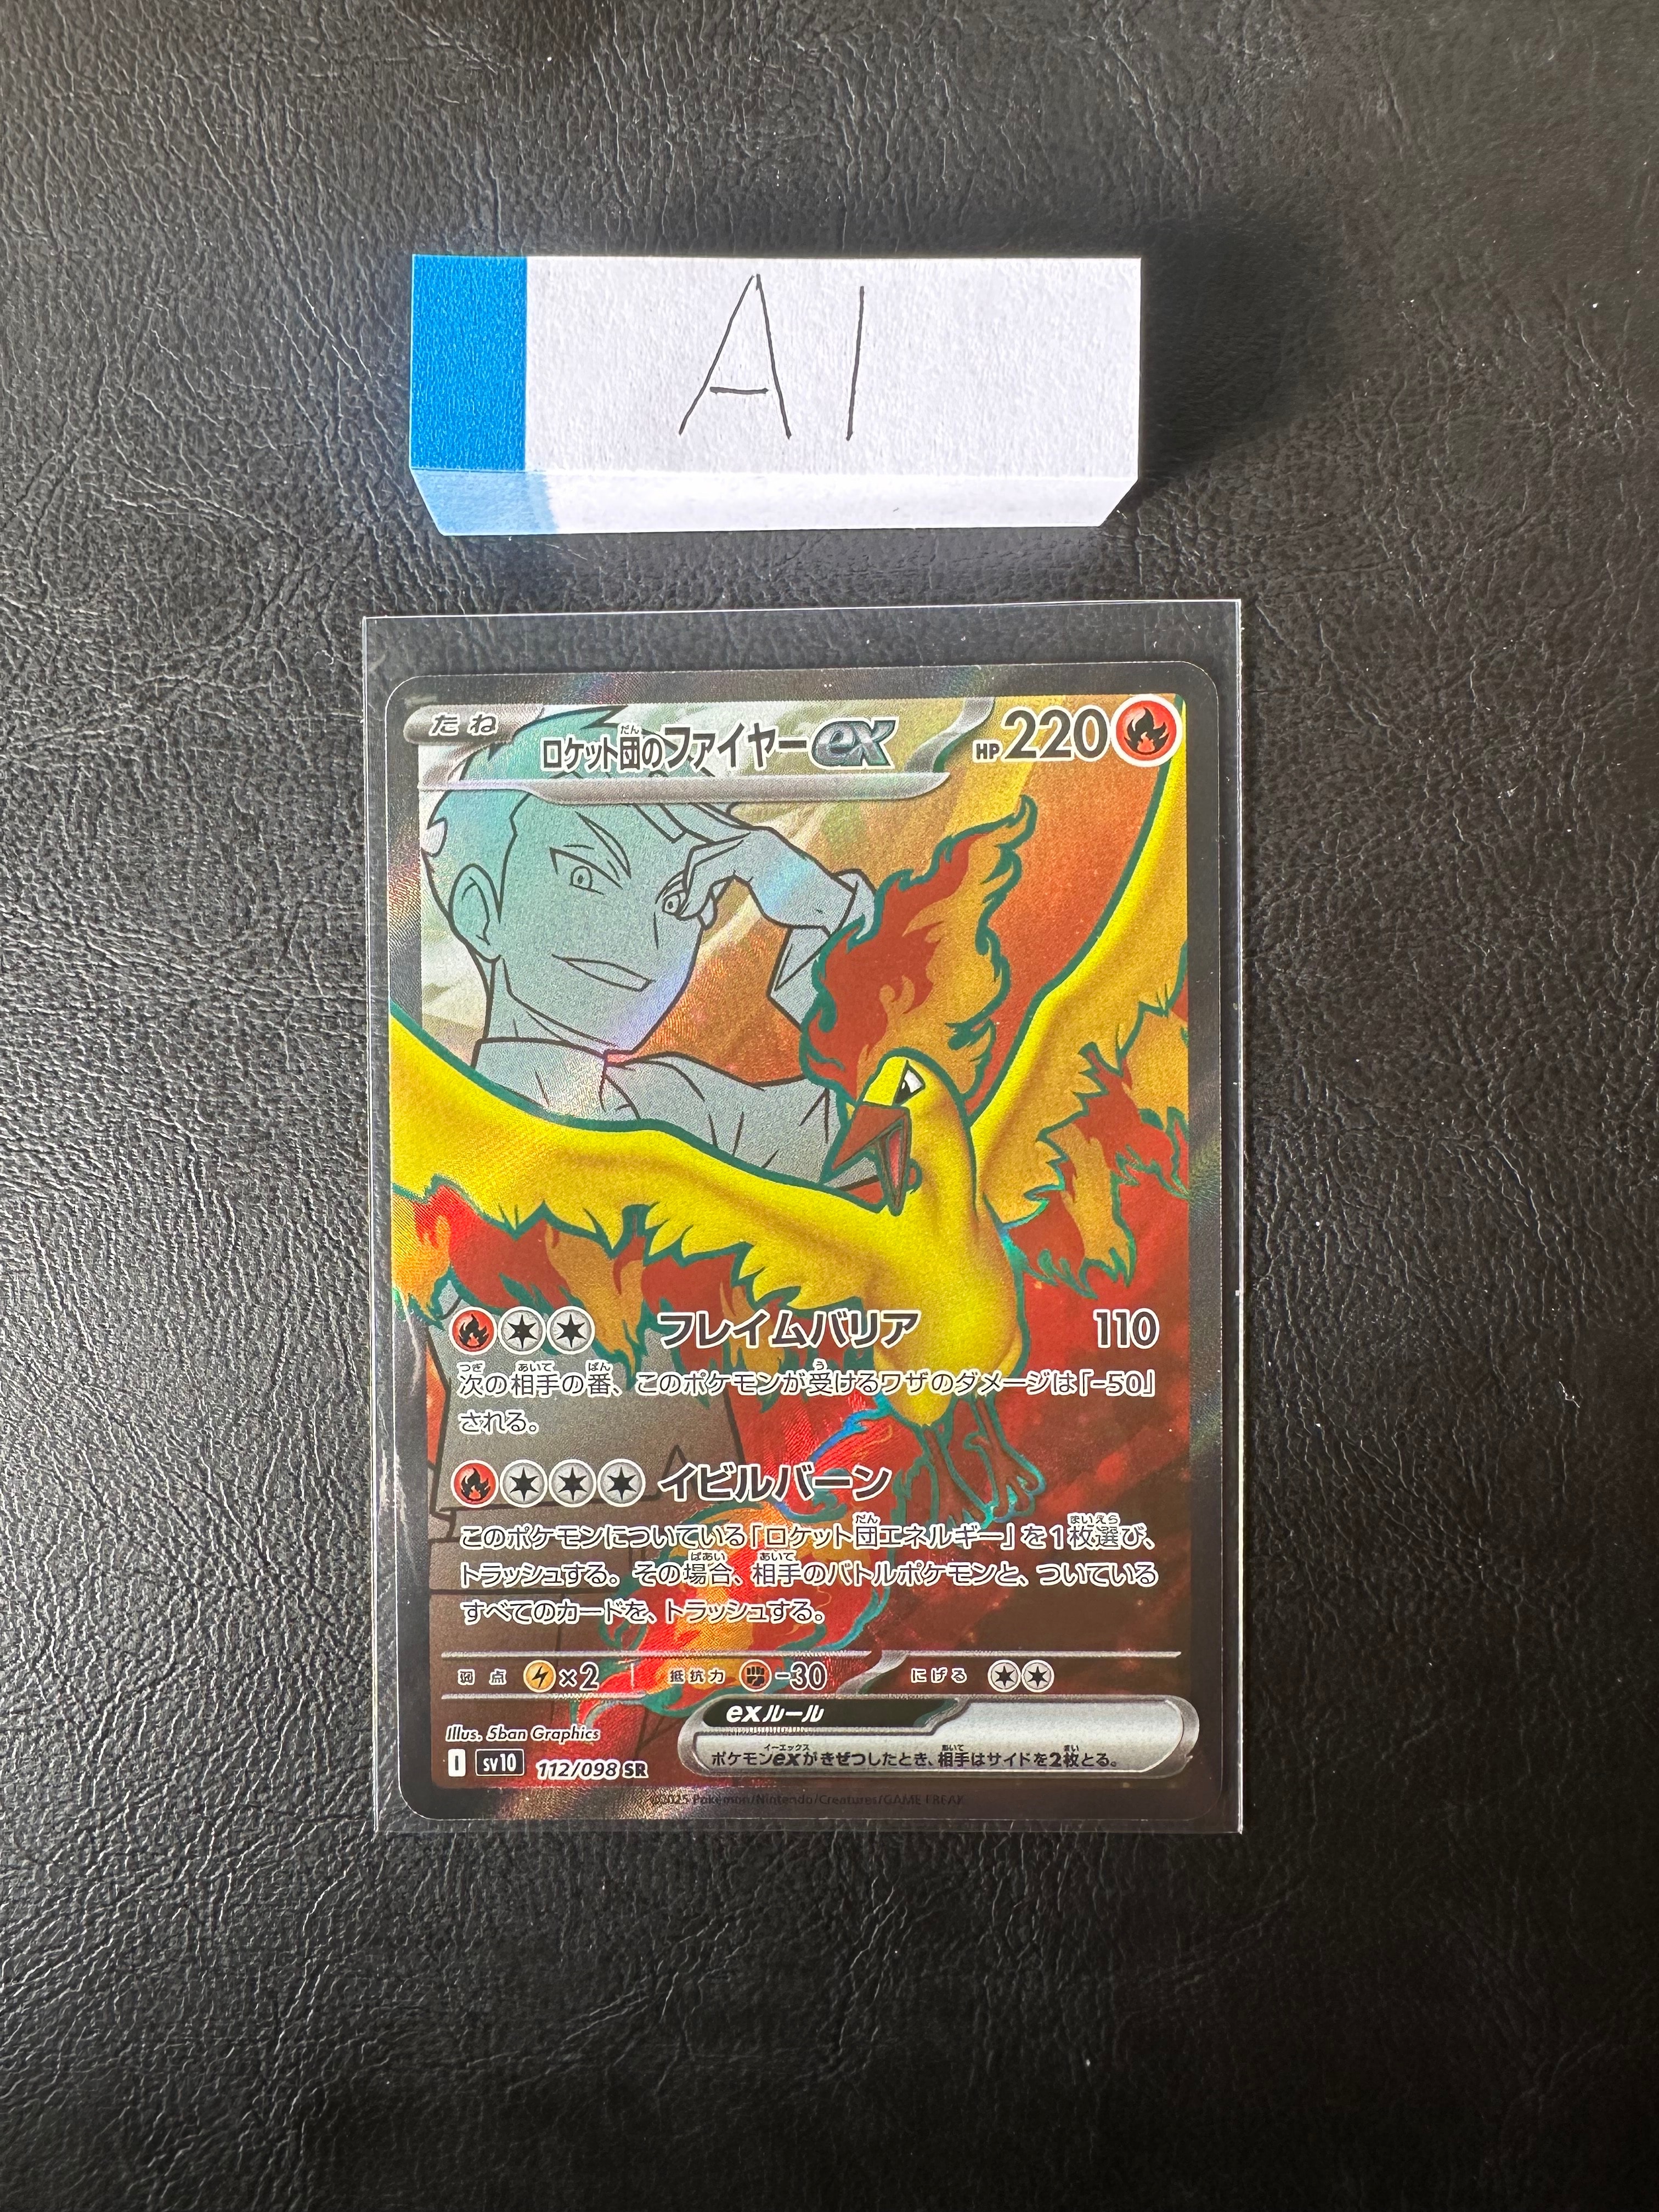 A1
たね ロケット団のファイヤーex HP220
フレイムバリア 110
次の相手の番、このポケモンが受けるワザのダメージは「-50」
される。
イビルバーン
このポケモンについている「ロケット団エネルギー」を1枚選び、
トラッシュする。その場合、相手のバトルポケモンと、ついている
すべてのカードを、トラッシュする。
弱点 ×2 抵抗力 -30 にげる
exルール
ポケモンexがきぜつしたとき、相手はサイドを2枚とる。
Illus. 5ban Graphics
I sv10 112/098 SR
©2025 Pokémon/Nintendo/Creatures/GAME FREAK